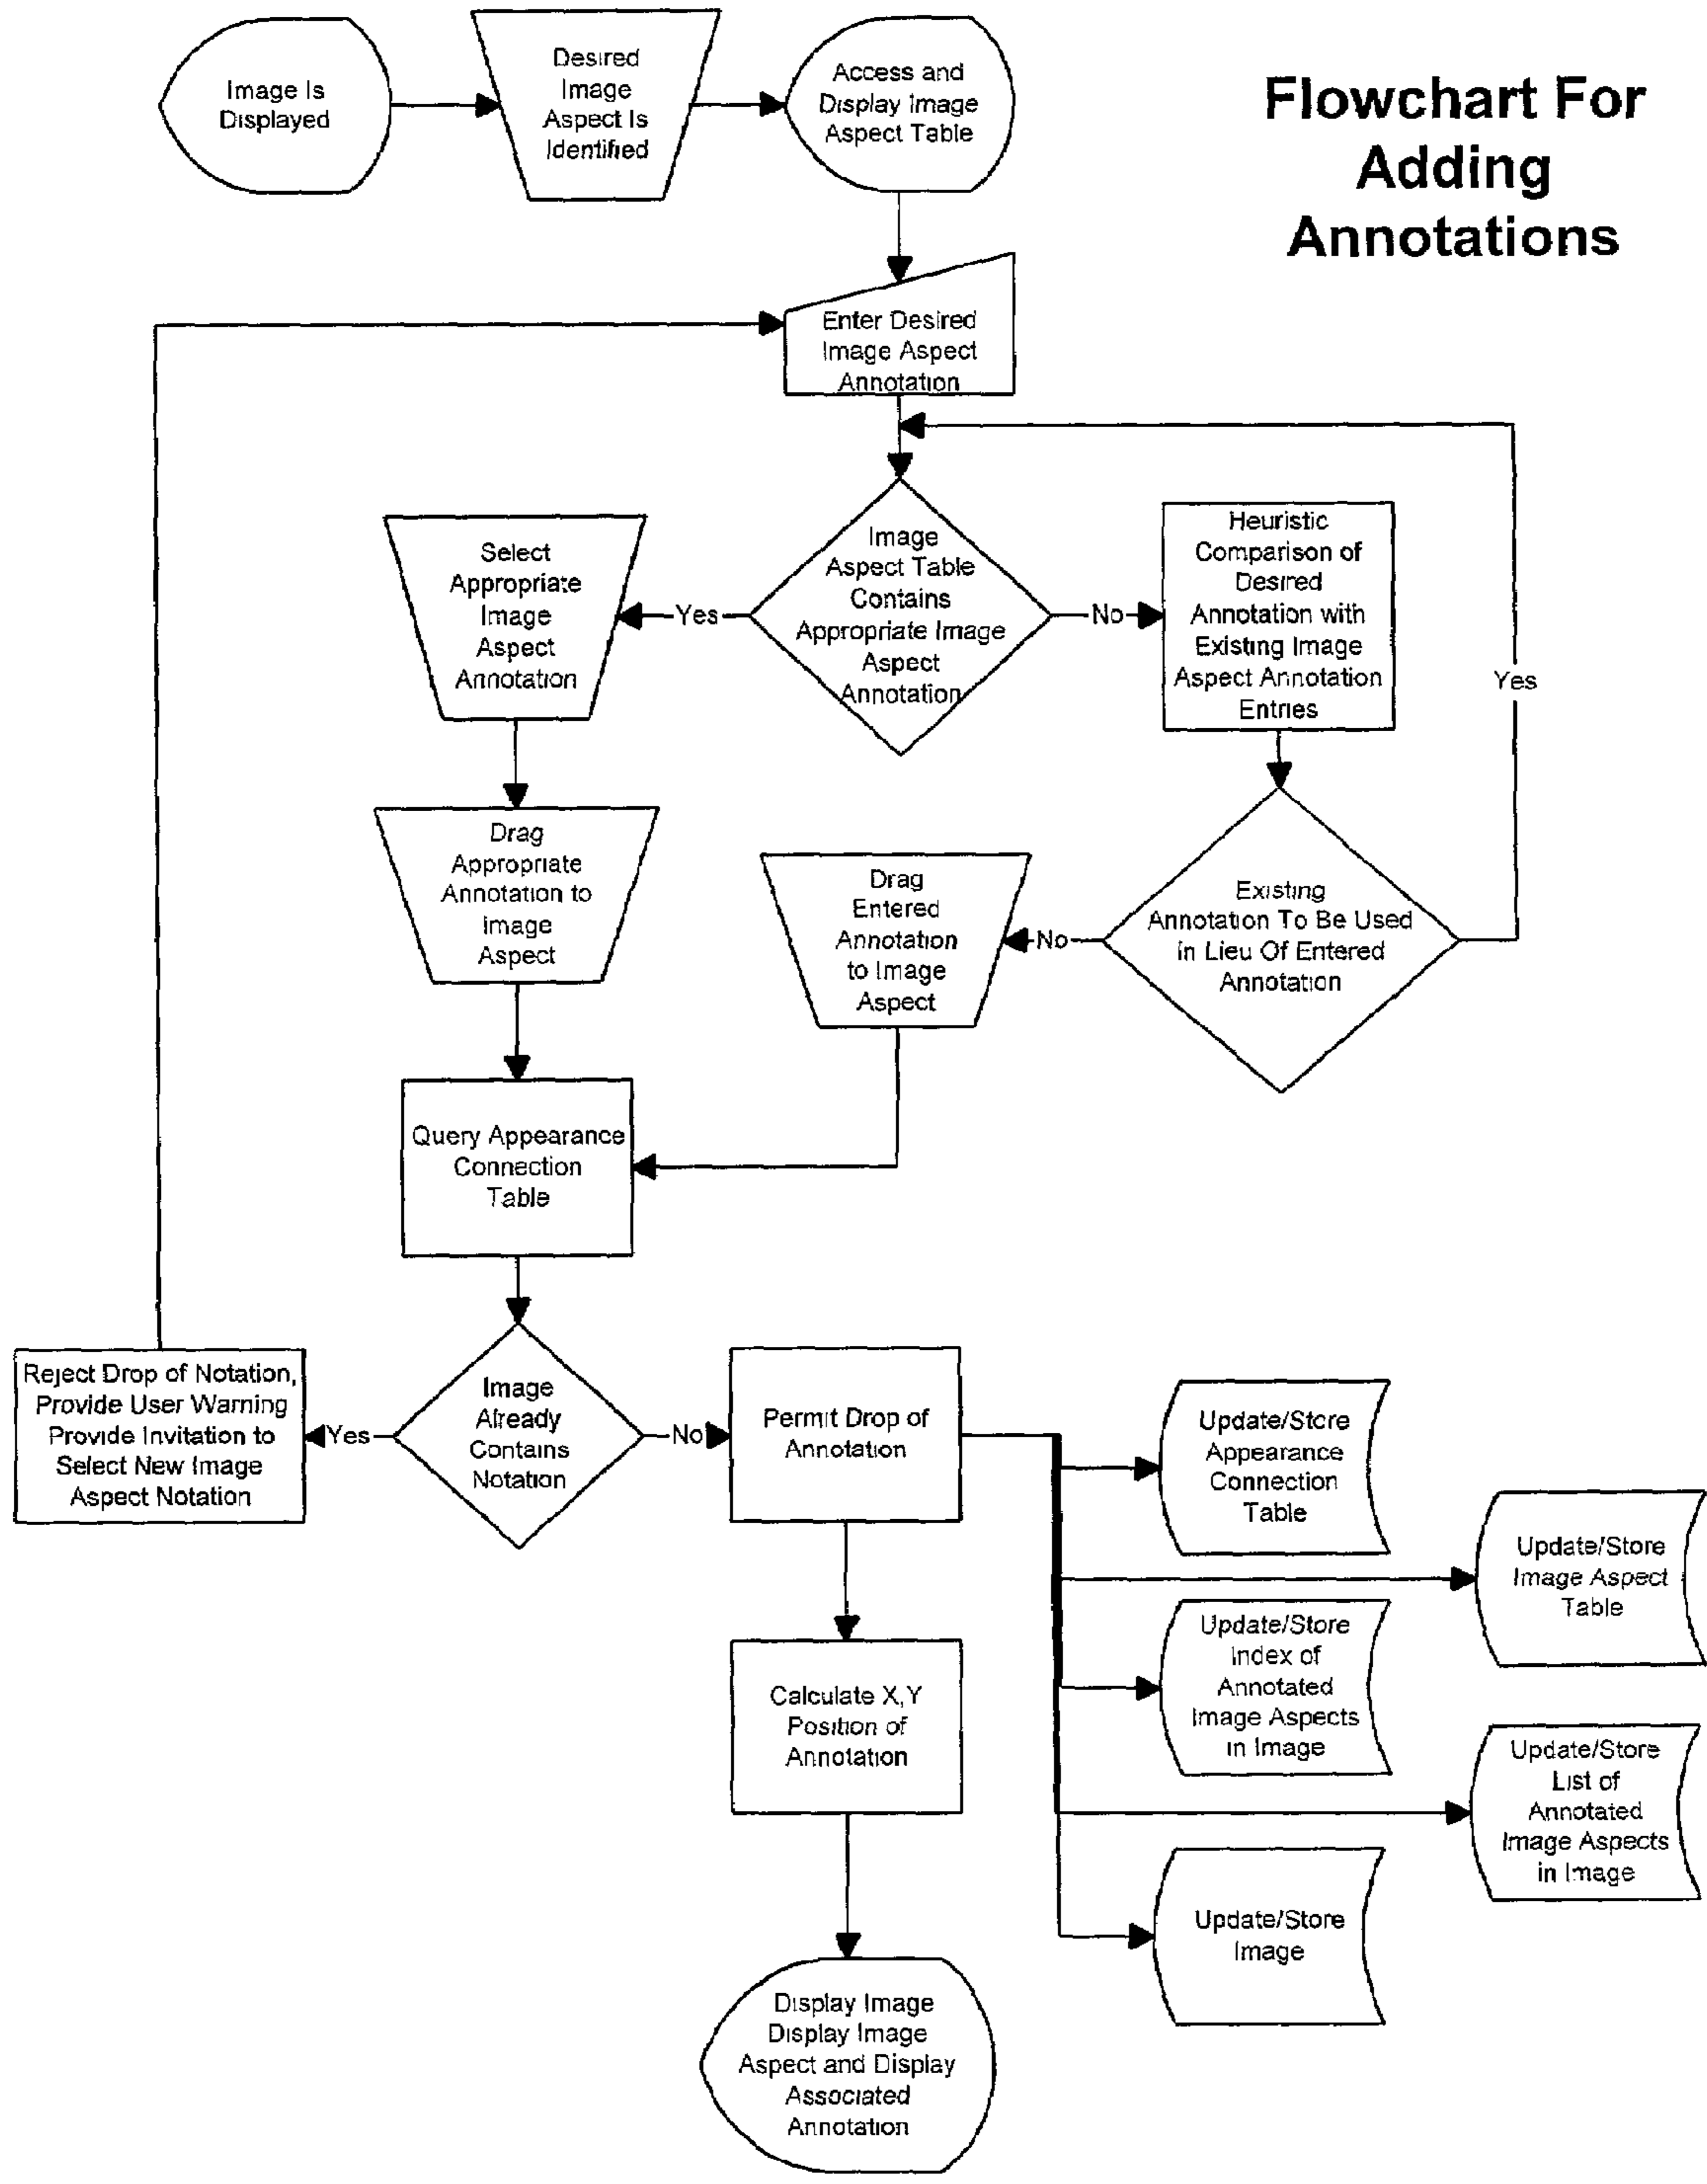 Flowchart For
Adding
Annotations
Image Is
Displayed
Desired
Image
Aspect Is
Identified
Access and
Display Image
Aspect Table
Enter Desired
Image Aspect
Annotation
Image
Aspect Table
Contains
Appropriate Image
Aspect
Annotation
Yes
No
Select
Appropriate
Image
Aspect
Annotation
Heuristic
Comparison of
Desired
Annotation with
Existing Image
Aspect Annotation
Entries
Yes
Drag
Appropriate
Annotation to
Image
Aspect
Drag
Entered
Annotation
to Image
Aspect
No
Existing
Annotation To Be Used
in Lieu Of Entered
Annotation
Query Appearance
Connection
Table
Reject Drop of Notation,
Provide User Warning
Provide Invitation to
Select New Image
Aspect Notation
Yes
Image
Already
Contains
Notation
No
Permit Drop of
Annotation
Update/Store
Appearance
Connection
Table
Update/Store
Image Aspect
Table
Update/Store
Index of
Annotated
Image Aspects
in Image
Calculate X,Y
Position of
Annotation
Update/Store
List of
Annotated
Image Aspects
in Image
Update/Store
Image
Display Image
Display Image
Aspect and Display
Associated
Annotation